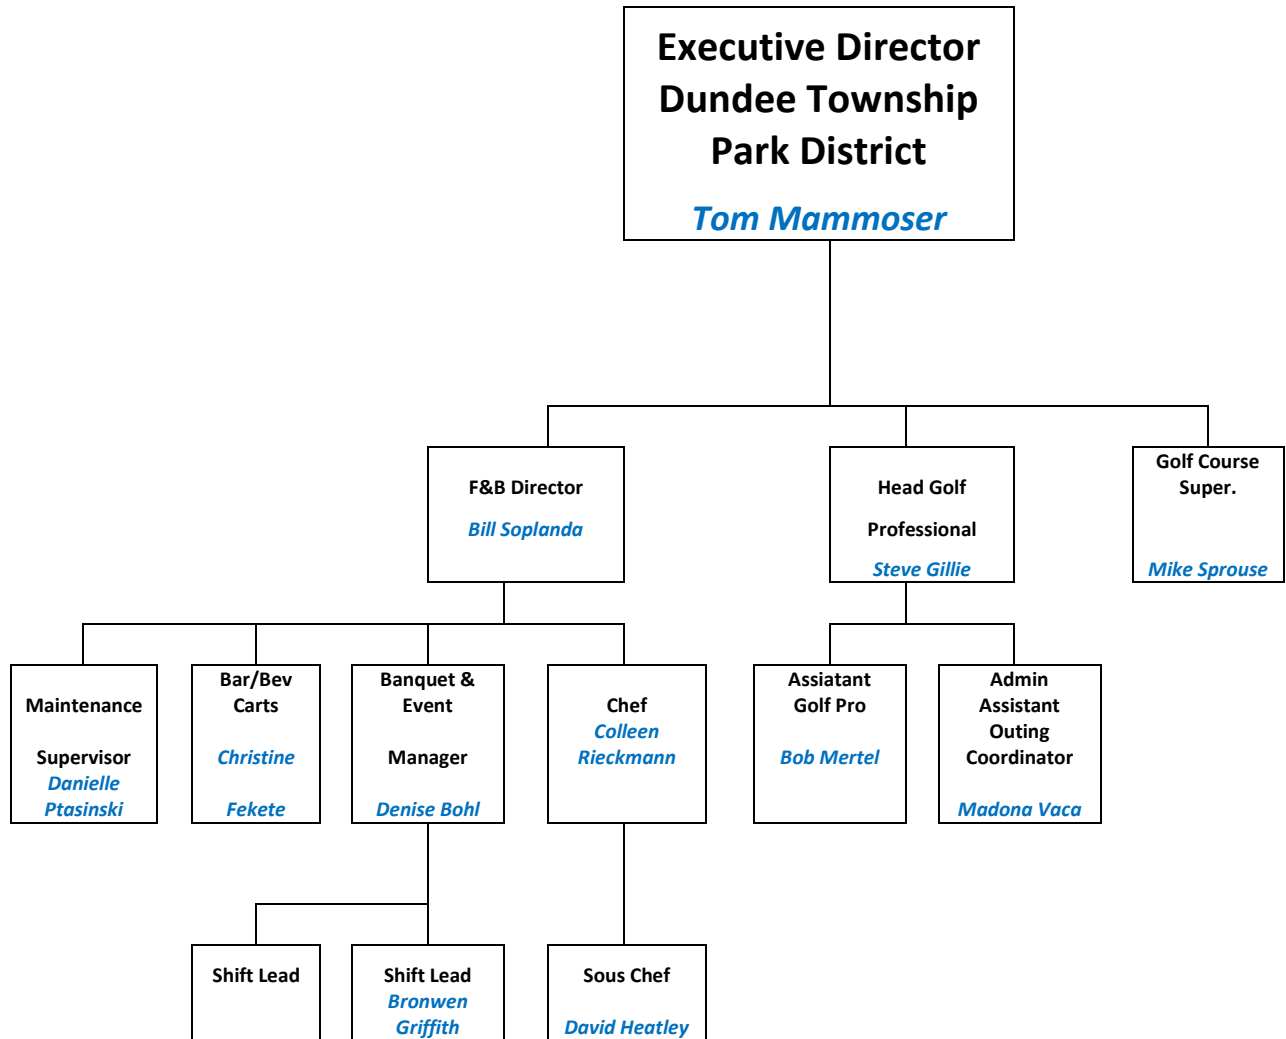 Executive Director
Dundee Township
Park District
Tom Mammoser
F&B Director
Bill Soplanda
Head Golf
Professional
Steve Gillie
Golf Course
Super.
Mike Sprouse
Maintenance
Supervisor
Danielle
Ptasinski
Bar/Bev
Carts
Christine
Fekete
Banquet &
Event
Manager
Denise Bohl
Chef
Colleen
Rieckmann
Assiatant
Golf Pro
Bob Mertel
Admin
Assistant
Outing
Coordinator
Madona Vaca
Shift Lead
Shift Lead
Bronwen
Griffith
Sous Chef
David Heatley